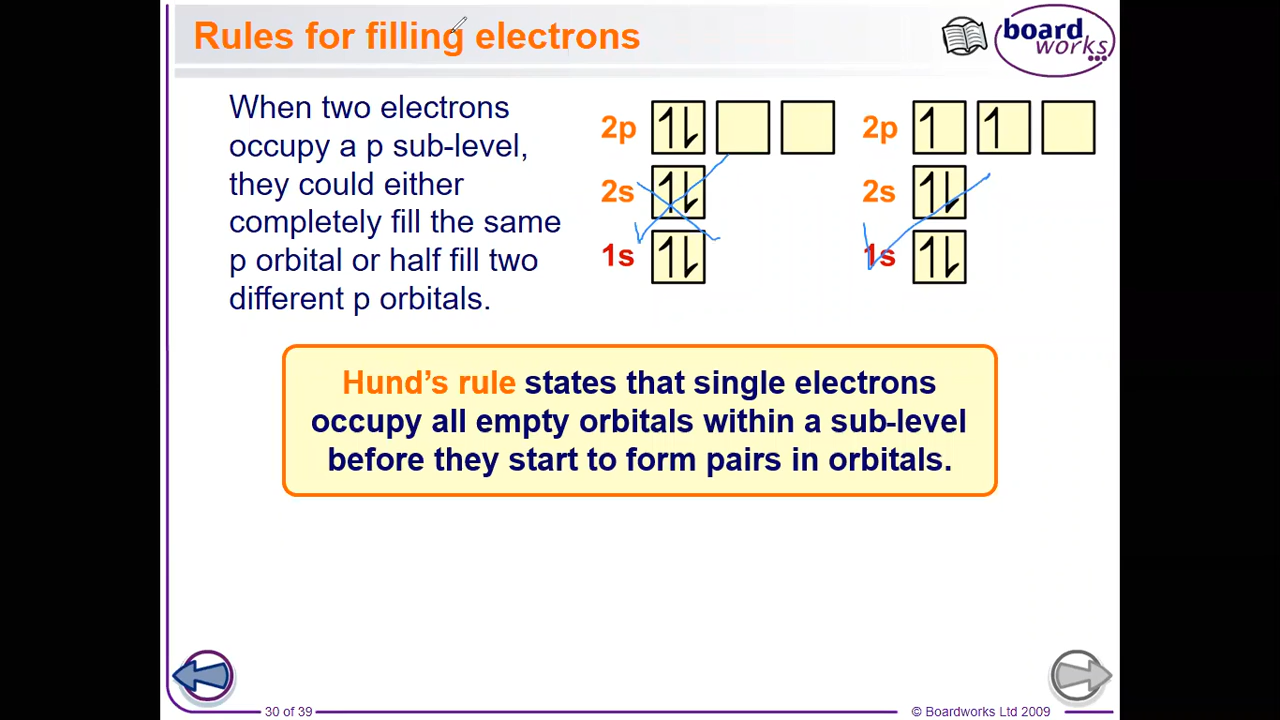 Rules for filling electrons
board
works
When two electrons
occupy a p sub-level,
they could either
completely fill the same
p orbital or half fill two
different p orbitals.
2p
2s
1s
2p
2s
1s
Hund's rule states that single electrons
occupy all empty orbitals within a sub-level
before they start to form pairs in orbitals.
30 of 39
© Boardworks Ltd 2009